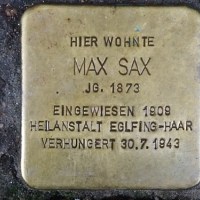 HIER WOHNTE
MAX SAX
JG. 1873
EINGEWIESEN 1909
HEILANSTALT EGLFING-HAAR
VERHUNGERT 30.7.1943